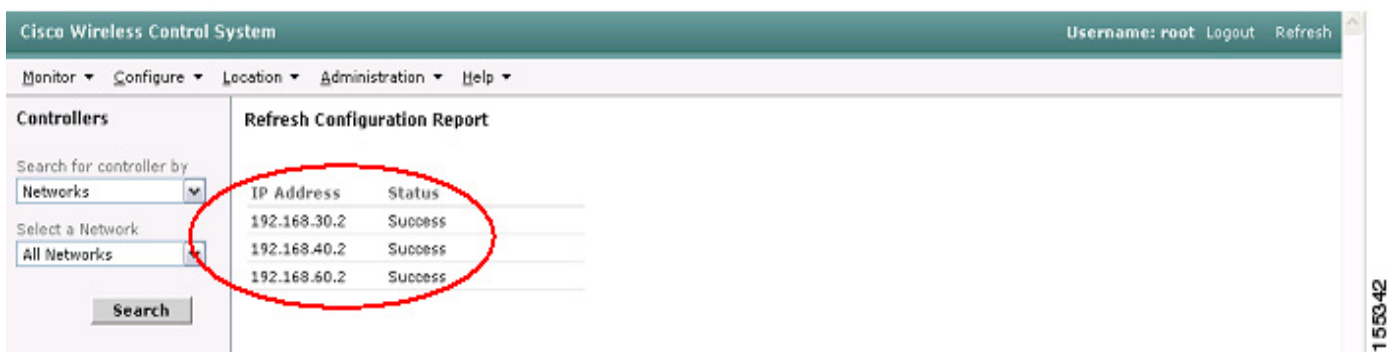 Cisco Wireless Control System
Username: root Logout Refresh
Monitor Configure Location Administration Help
Controllers
Search for controller by
Networks
Select a Network
All Networks
Search
Refresh Configuration Report
IP Address Status
192.168.30.2 Success
192.168.40.2 Success
192.168.60.2 Success
155342